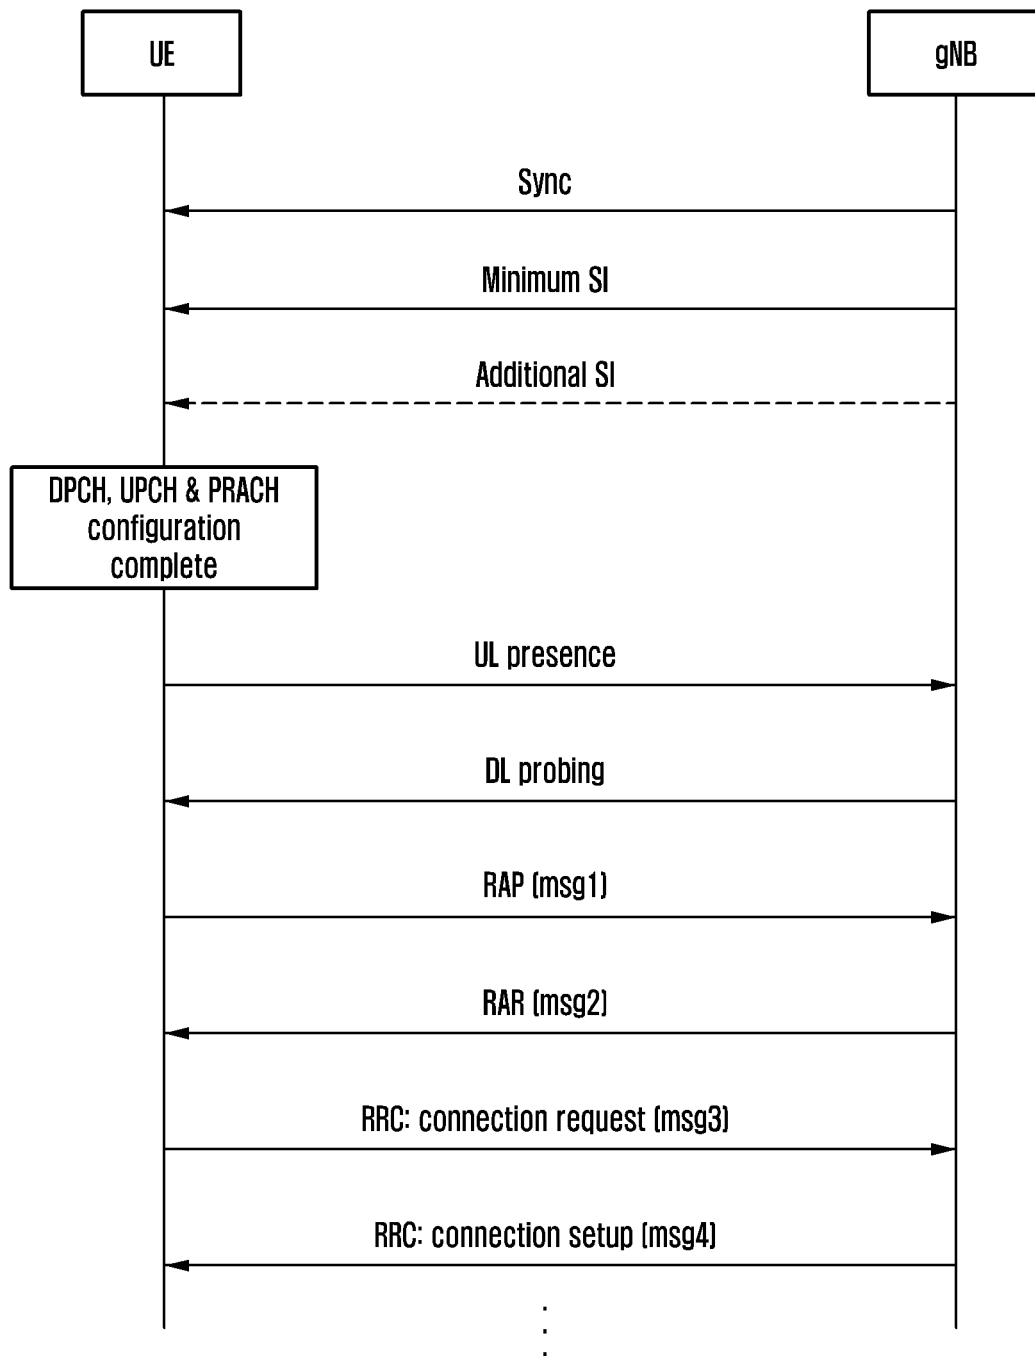 UE
gNB
Sync
Minimum SI
Additional SI
DPCH, UPCH & PRACH
configuration
complete
UL presence
DL probing
RAP (msg1)
RAR (msg2)
RRC: connection request (msg3)
RRC: connection setup (msg4)